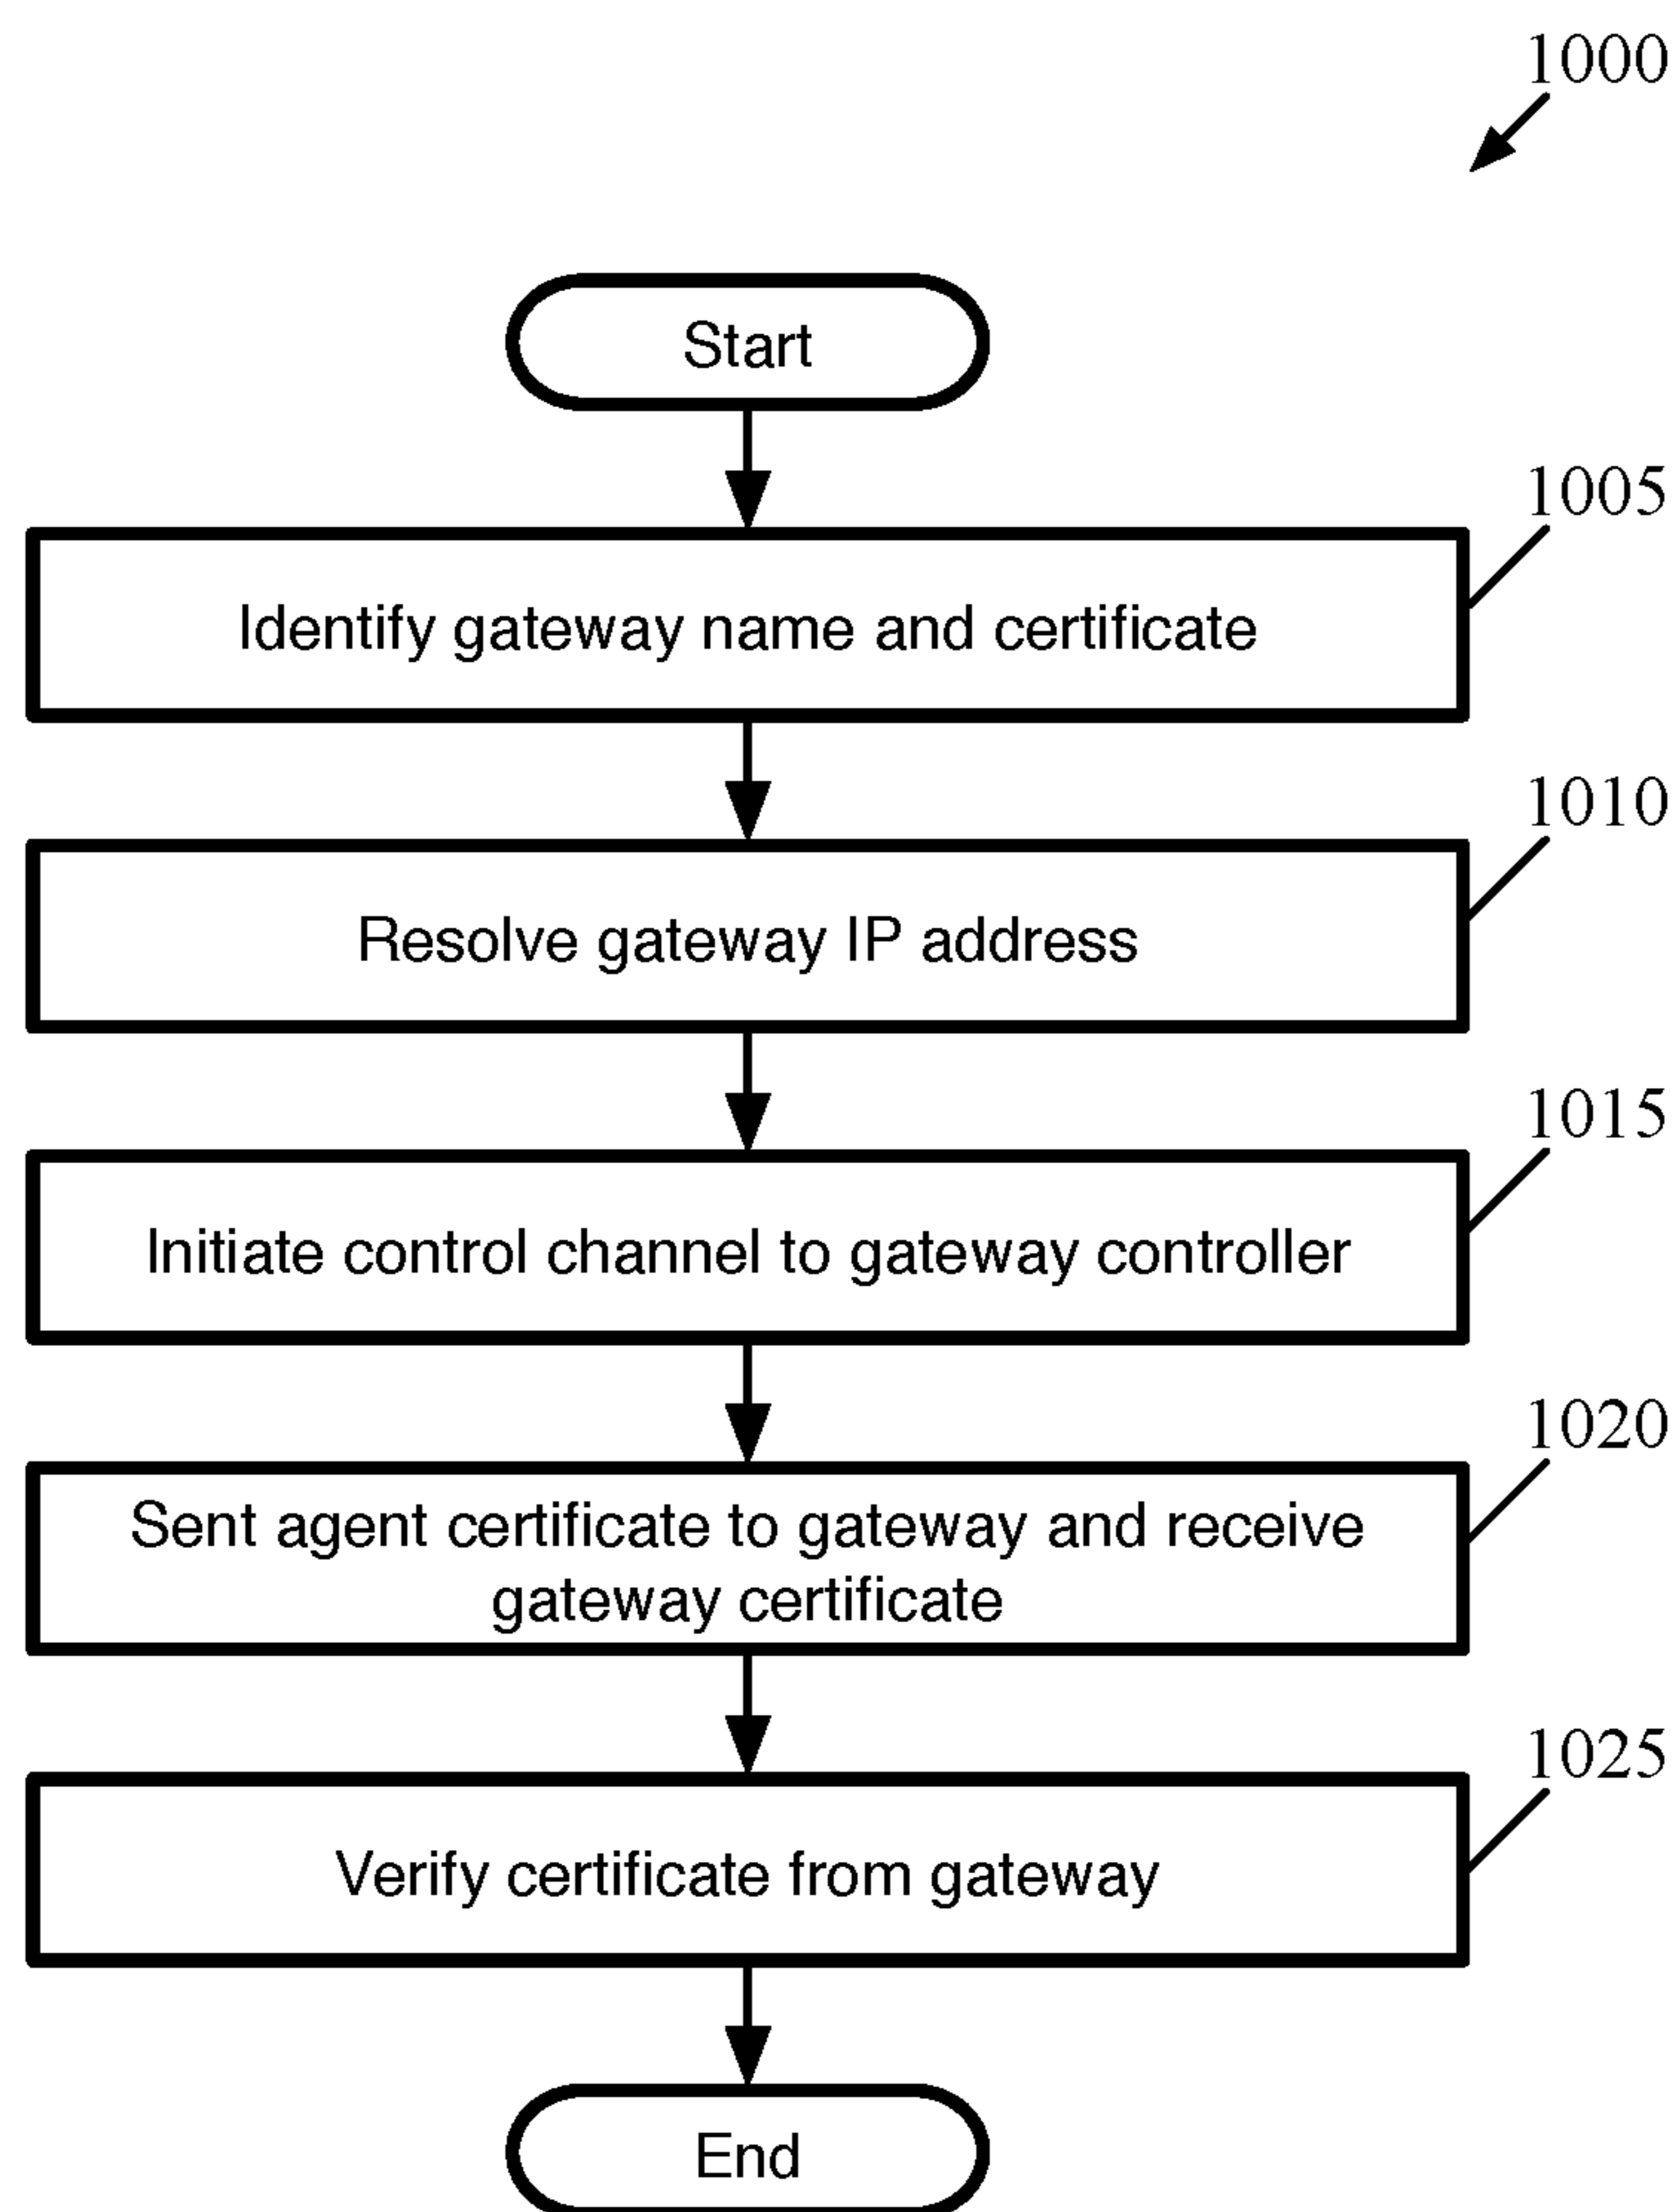 1000
Start
1005
Identify gateway name and certificate
1010
Resolve gateway IP address
1015
Initiate control channel to gateway controller
1020
Sent agent certificate to gateway and receive
gateway certificate
1025
Verify certificate from gateway
End